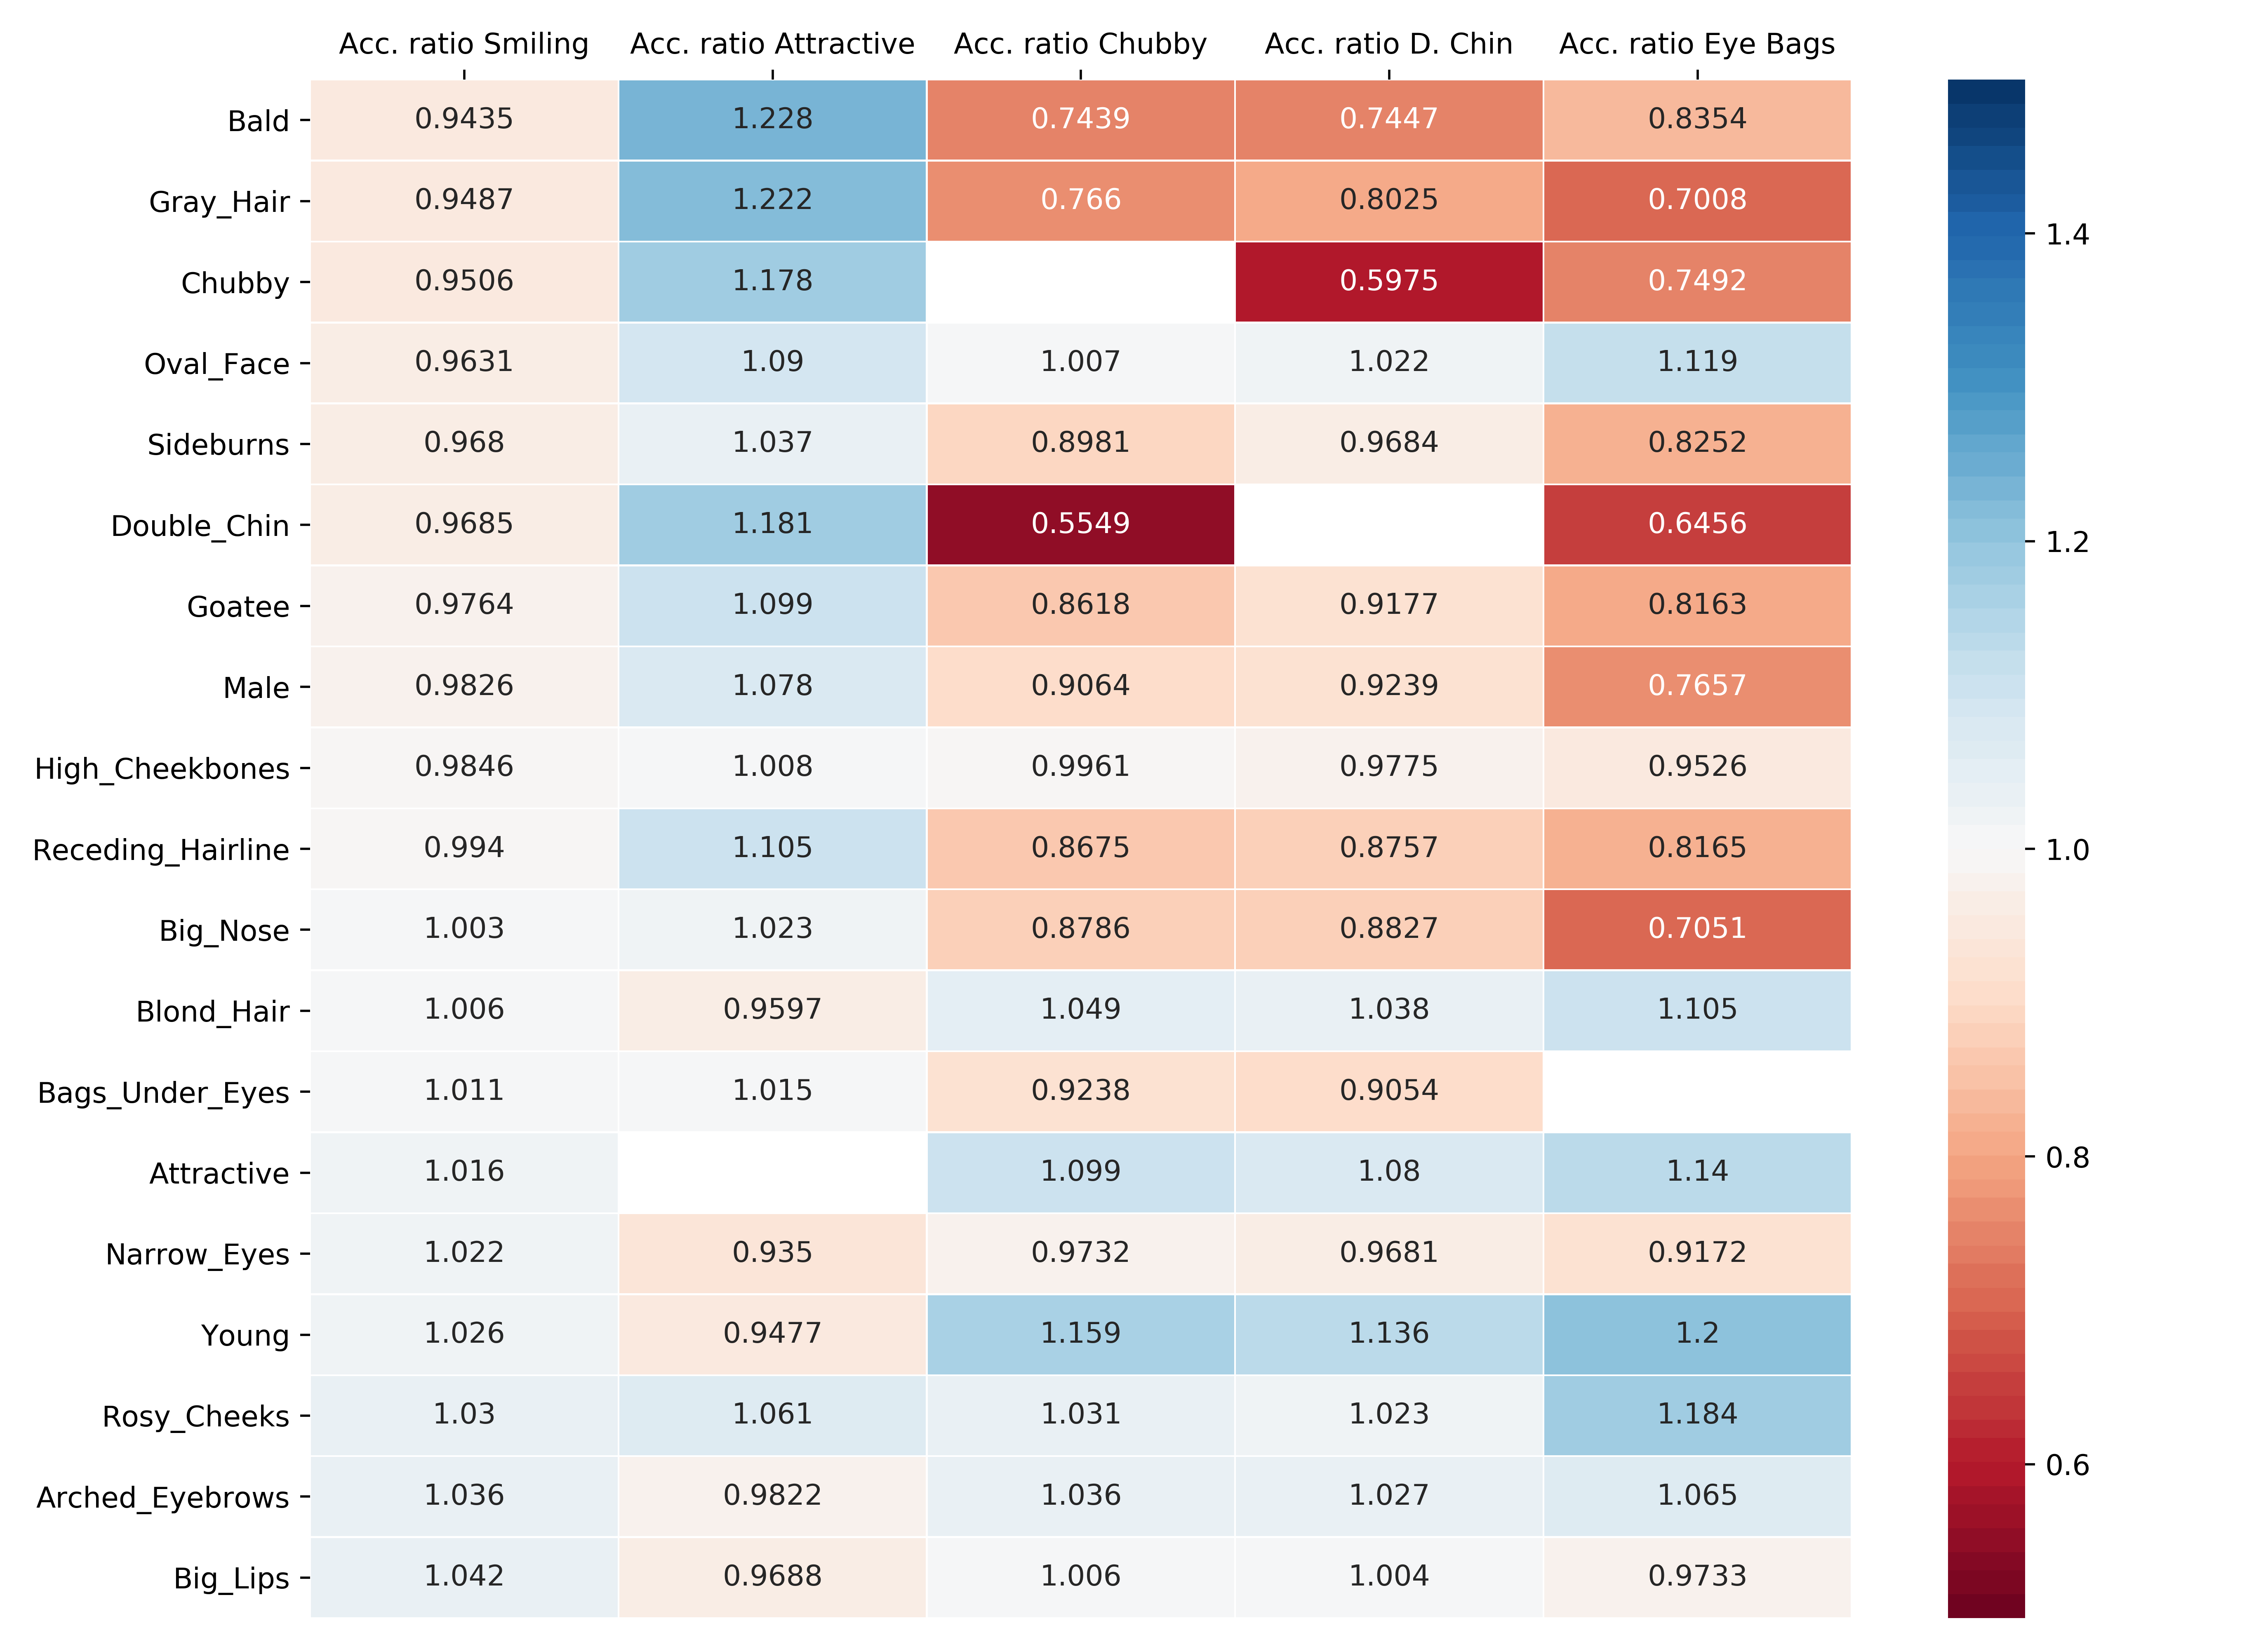 Acc. ratio Smiling Acc. ratio Attractive Acc. ratio Chubby Acc. ratio D. Chin Acc. ratio Eye Bags
Bald 0.9435 1.228 0.7439 0.7447 0.8354
Gray_Hair 0.9487 1.222 0.766 0.8025 0.7008
1.4
Chubby 0.9506 1.178 0.5975 0.7492
Oval_Face 0.9631 1.09 1.007 1.022 1.119
Sideburns 0.968 1.037 0.8981 0.9684 0.8252
Double_Chin 0.9685 1.181 0.5549 0.6456
1.2
Goatee 0.9764 1.099 0.8618 0.9177 0.8163
Male 0.9826 1.078 0.9064 0.9239 0.7657
High_Cheekbones 0.9846 1.008 0.9961 0.9775 0.9526
Receding_Hairline 0.994 1.105 0.8675 0.8757 0.8165
1.0
Big_Nose 1.003 1.023 0.8786 0.8827 0.7051
Blond_Hair 1.006 0.9597 1.049 1.038 1.105
Bags_Under_Eyes 1.011 1.015 0.9238 0.9054
Attractive 1.016 1.099 1.08 1.14
0.8
Narrow_Eyes 1.022 0.935 0.9732 0.9681 0.9172
Young 1.026 0.9477 1.159 1.136 1.2
Rosy_Cheeks 1.03 1.061 1.031 1.023 1.184
0.6
Arched_Eyebrows 1.036 0.9822 1.036 1.027 1.065
Big_Lips 1.042 0.9688 1.006 1.004 0.9733